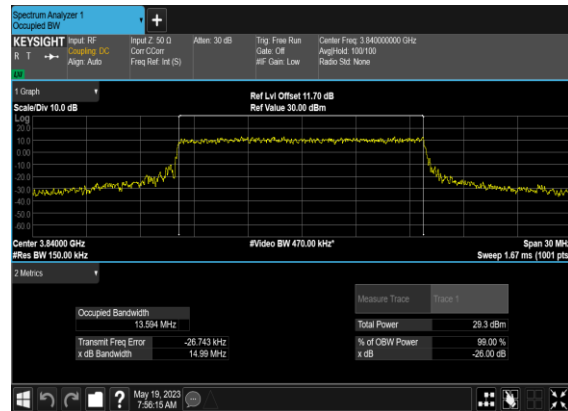 Spectrum Analyzer 1
Occupied BW
KEYSIGHT Input: RF Input Z: 50 Ω Atten: 30 dB Trig: Free Run Center Freq: 3.840000000 GHz
R T Coupling: DC Corr CCorr Gate: Off Avg|Hold: 100/100
Align: Auto Freq Ref: Int (S) #IF Gain: Low Radio Std: None
LXI
1 Graph
Ref Lvl Offset 11.70 dB
Scale/Div 10.0 dB Ref Value 30.00 dBm
Log
20.0
10.0
0.00
-10.0
-20.0
-30.0
-40.0
-50.0
-60.0
Center 3.84000 GHz #Video BW 470.00 kHz* Span 30 MHz
#Res BW 150.00 kHz Sweep 1.67 ms (1001 pts)
2 Metrics
Measure Trace Trace 1
Occupied Bandwidth
13.594 MHz Total Power 29.3 dBm
Transmit Freq Error -26.743 kHz % of OBW Power 99.00 %
x dB Bandwidth 14.99 MHz x dB -26.00 dB
? May 19, 2023
7:56:15 AM